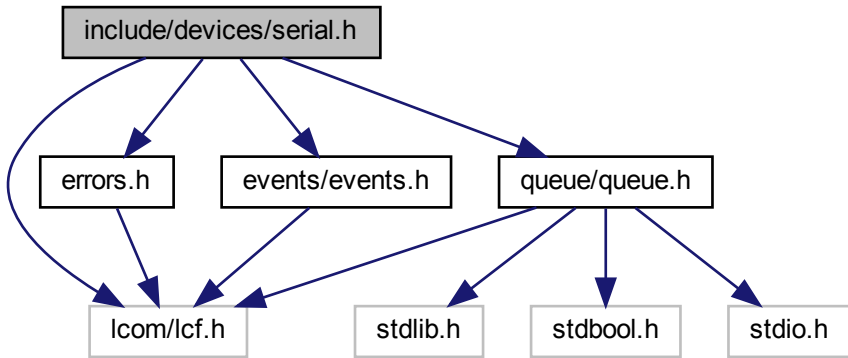 include/devices/serial.h
errors.h
events/events.h
queue/queue.h
lcom/lcf.h
stdlib.h
stdbool.h
stdio.h